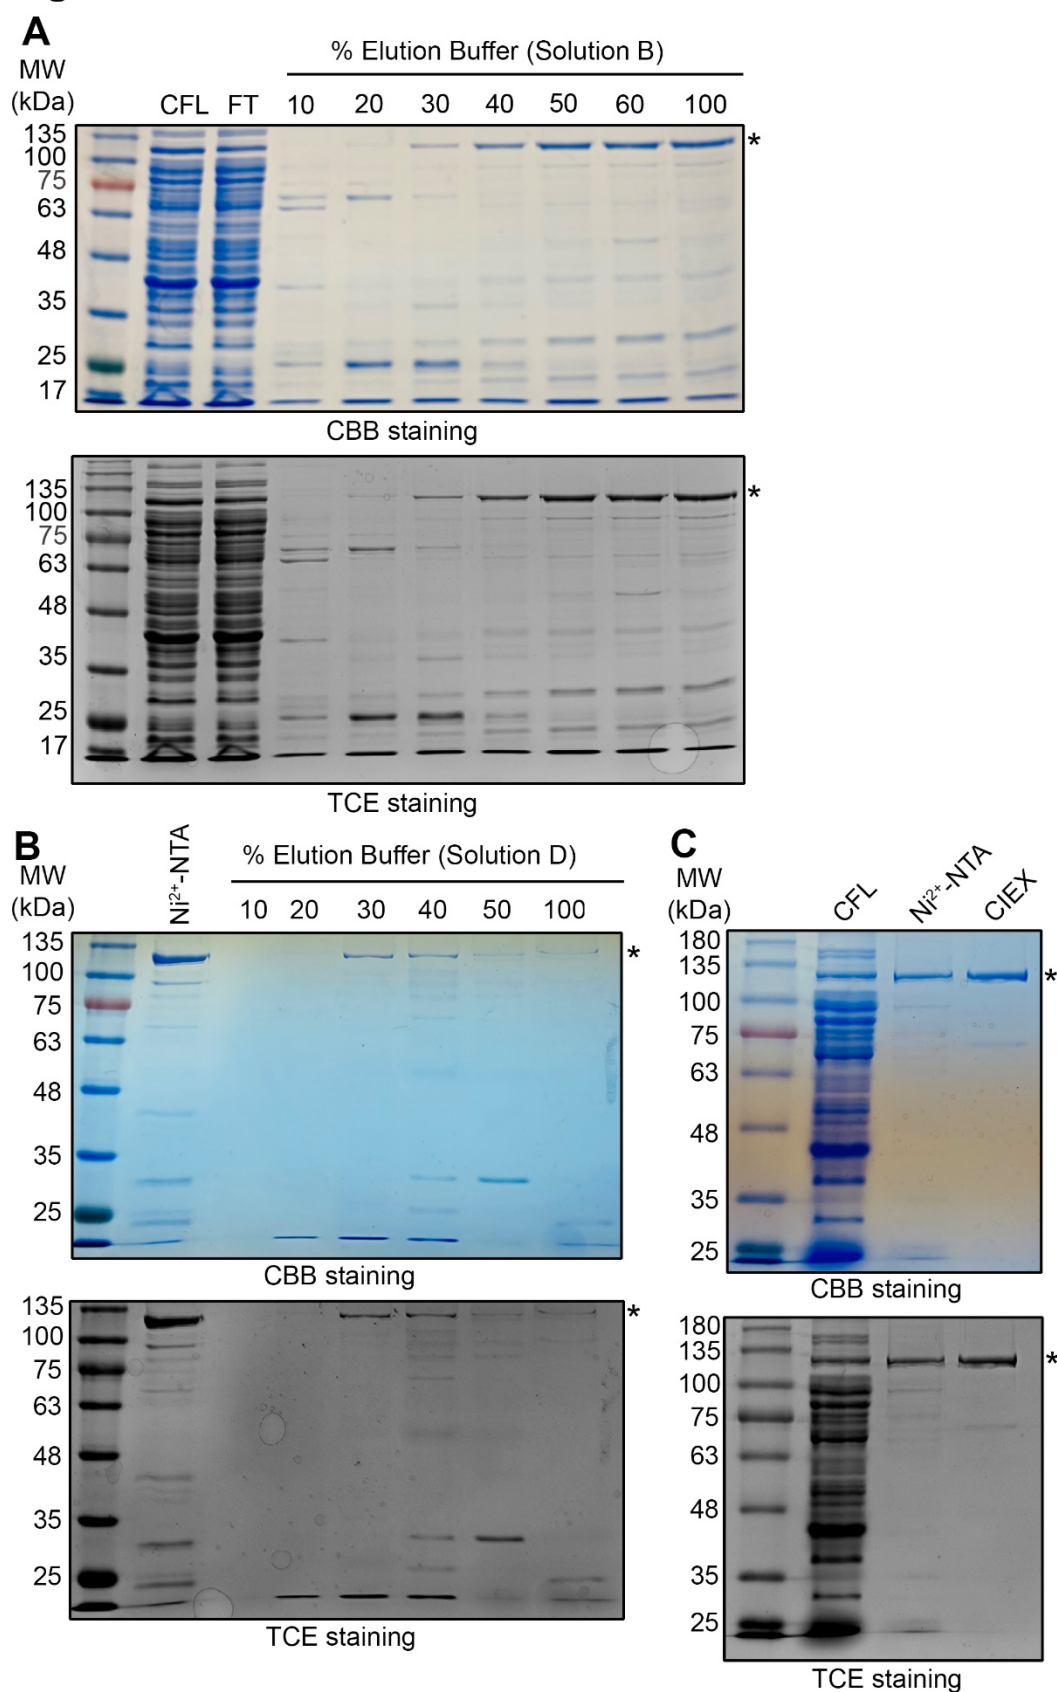 A
% Elution Buffer (Solution B)
MW
(kDa)
CFL FT 10 20 30 40 50 60 100
135
100
75
63
48
35
25
17
*
CBB staining
135
100
75
63
48
35
25
17
*
TCE staining
B
Ni²⁺-NTA
% Elution Buffer (Solution D)
MW
(kDa)
10 20 30 40 50 100
135
100
75
63
48
35
25
*
CBB staining
135
100
75
63
48
35
25
*
TCE staining
C
MW
(kDa)
CFL Ni²⁺-NTA CIEX
180
135
100
75
63
48
35
25
*
CBB staining
180
135
100
75
63
48
35
25
*
TCE staining